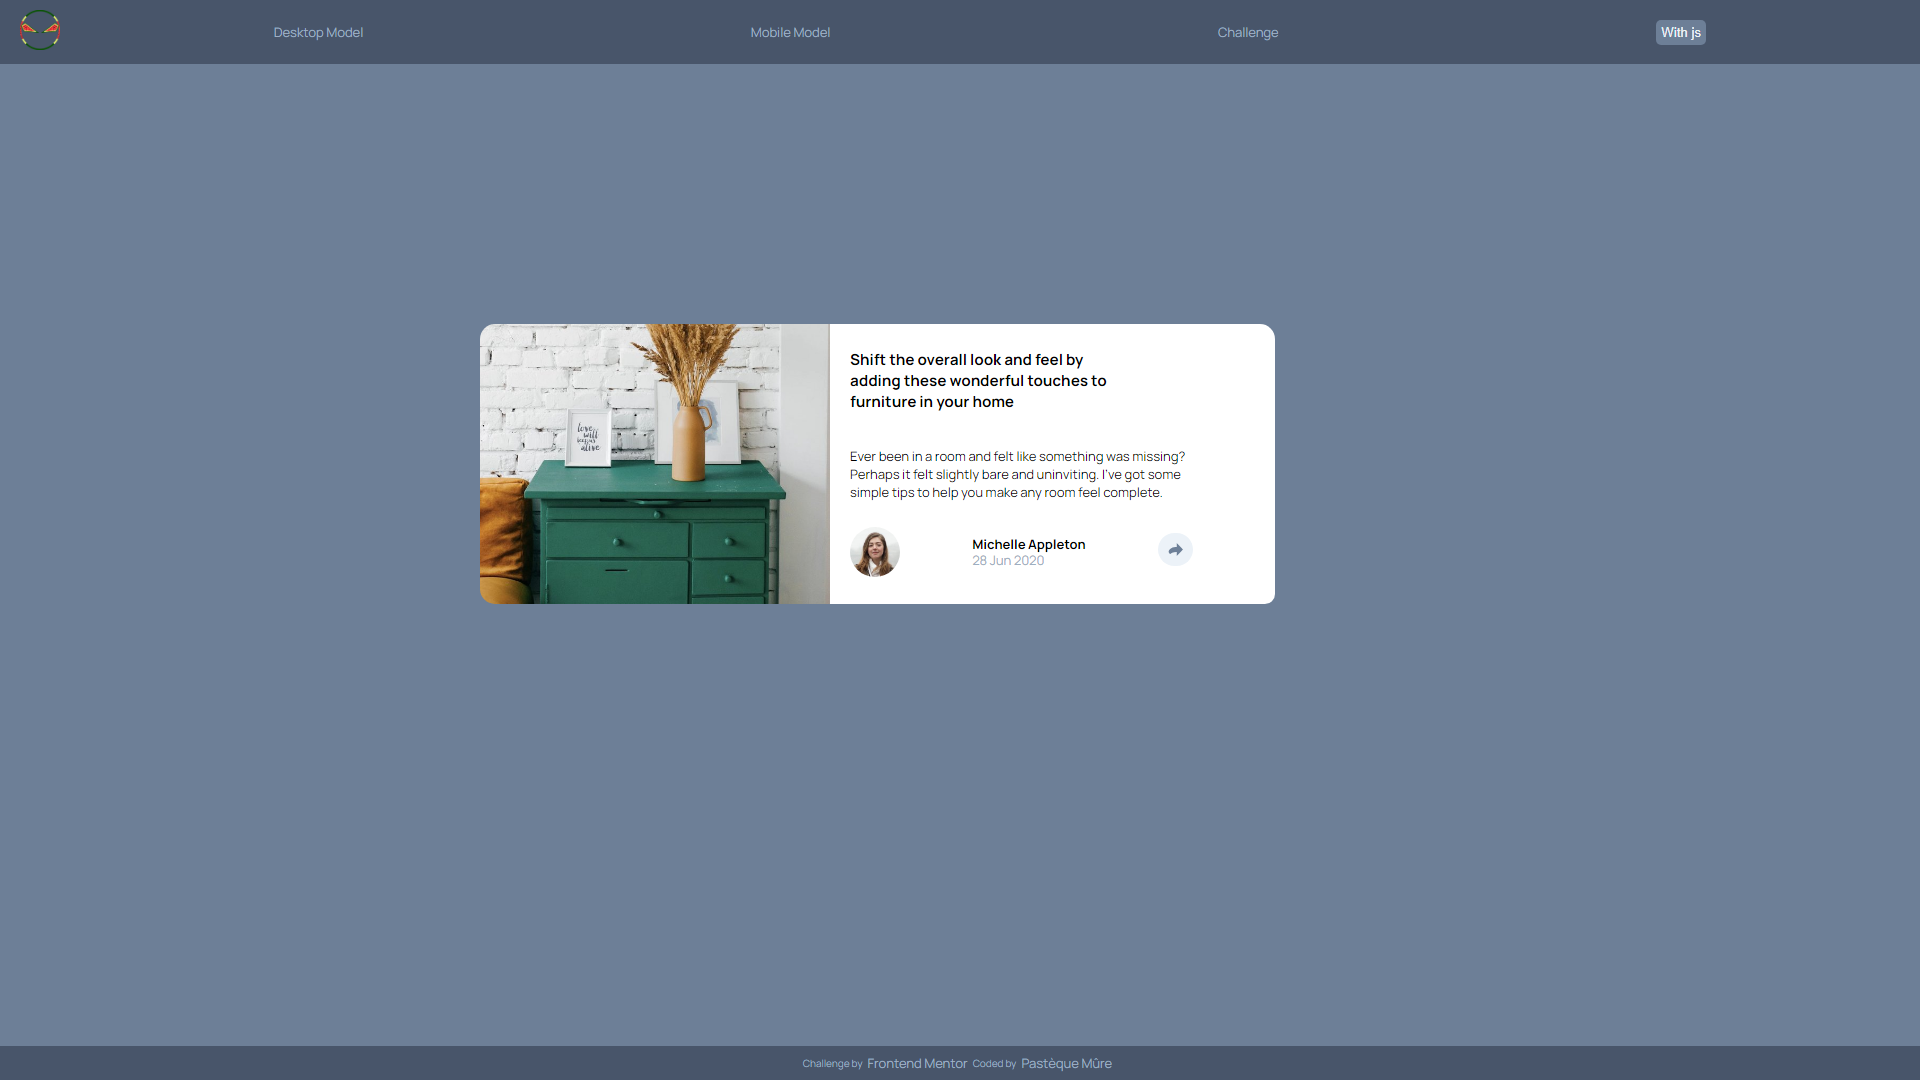 Desktop Model
Mobile Model
Challenge
With js
love
will
keep us
alive
Shift the overall look and feel by
adding these wonderful touches to
furniture in your home
Ever been in a room and felt like something was missing?
Perhaps it felt slightly bare and uninviting. I've got some
simple tips to help you make any room feel complete.
Michelle Appleton
28 Jun 2020
Challenge by Frontend Mentor Coded by Pastèque Mûre